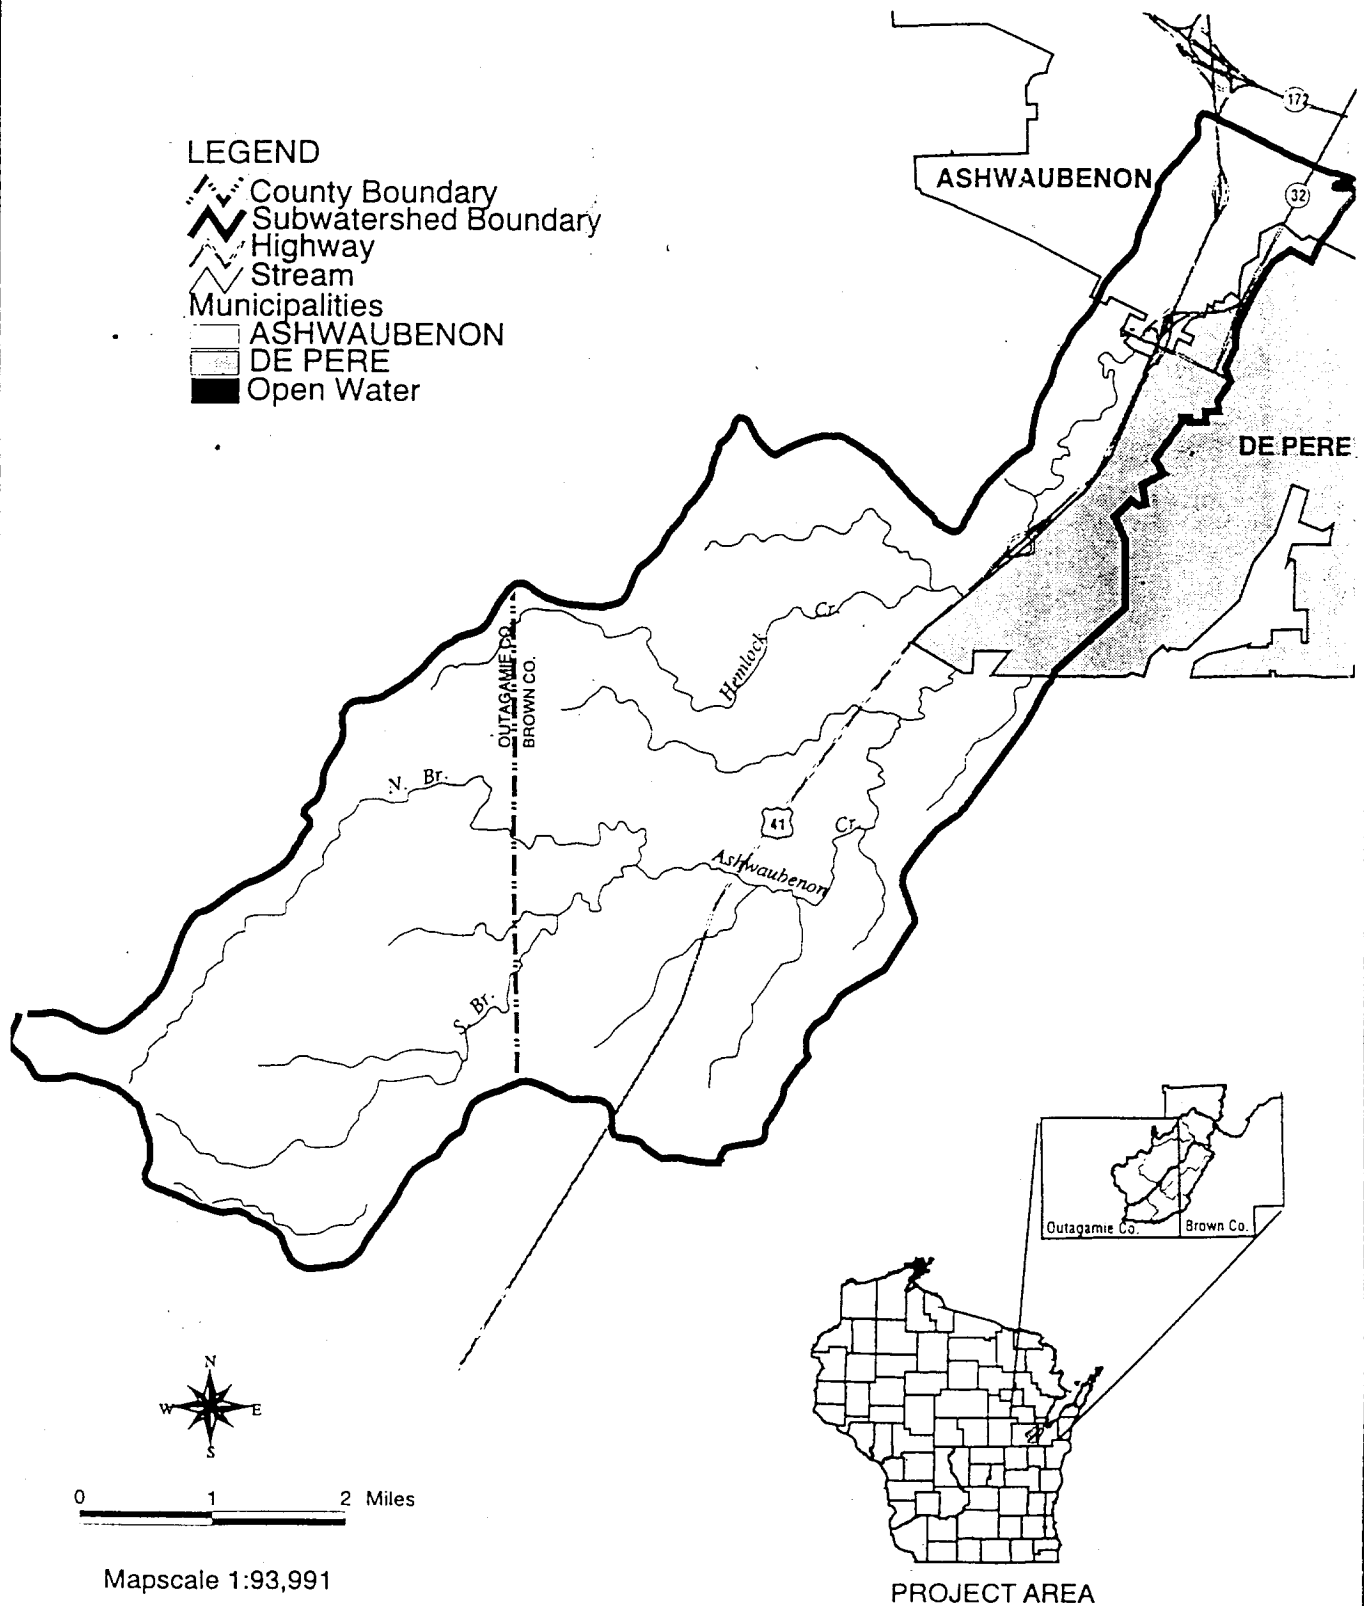 172
ASHWAUBENON
32
LEGEND
County Boundary
Subwatershed Boundary
Highway
Stream
Municipalities
ASHWAUBENON
DE PERE
Open Water
DE PERE
Hemlock Cr.
OUTAGAMIE CO.
BROWN CO.
N. Br.
41
Ashwaubenon Cr.
S. Br.
Outagamie Co.
Brown Co.
N
W
E
S
0 1 2 Miles
Mapscale 1:93,991
PROJECT AREA